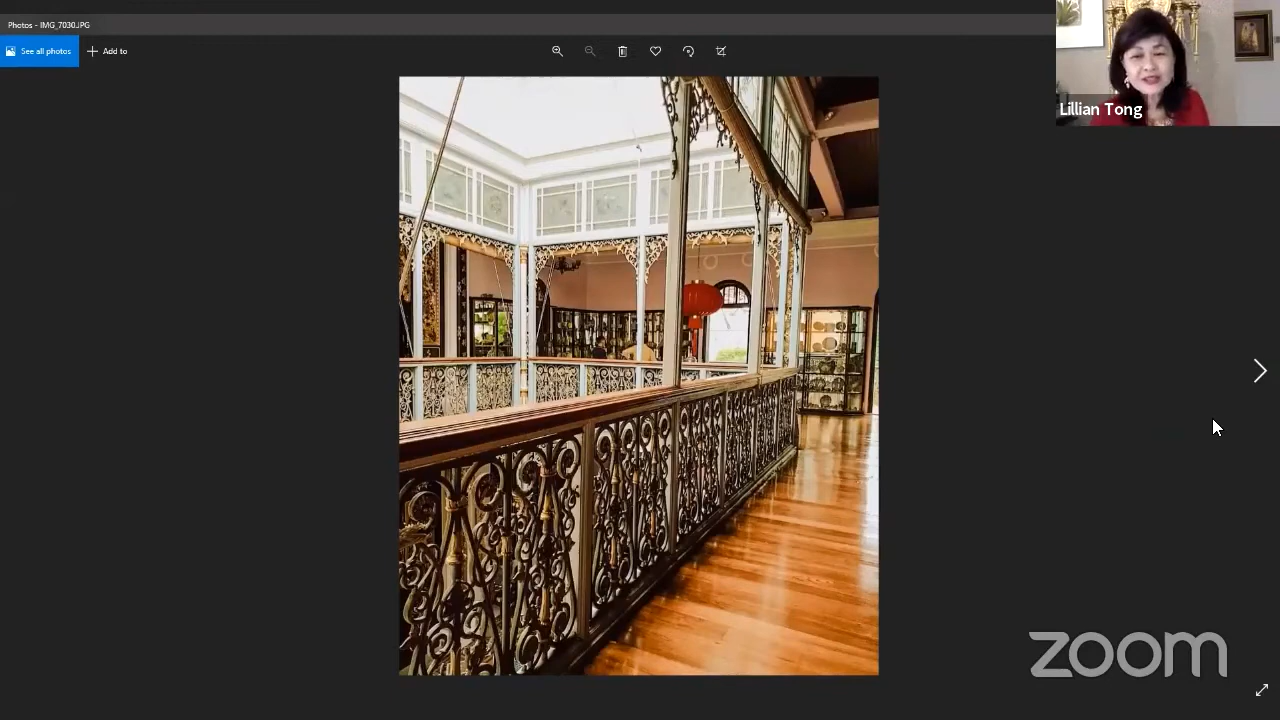 Photos - IMG_7030.JPG
See all photos
Add to
Lillian Tong
zoom